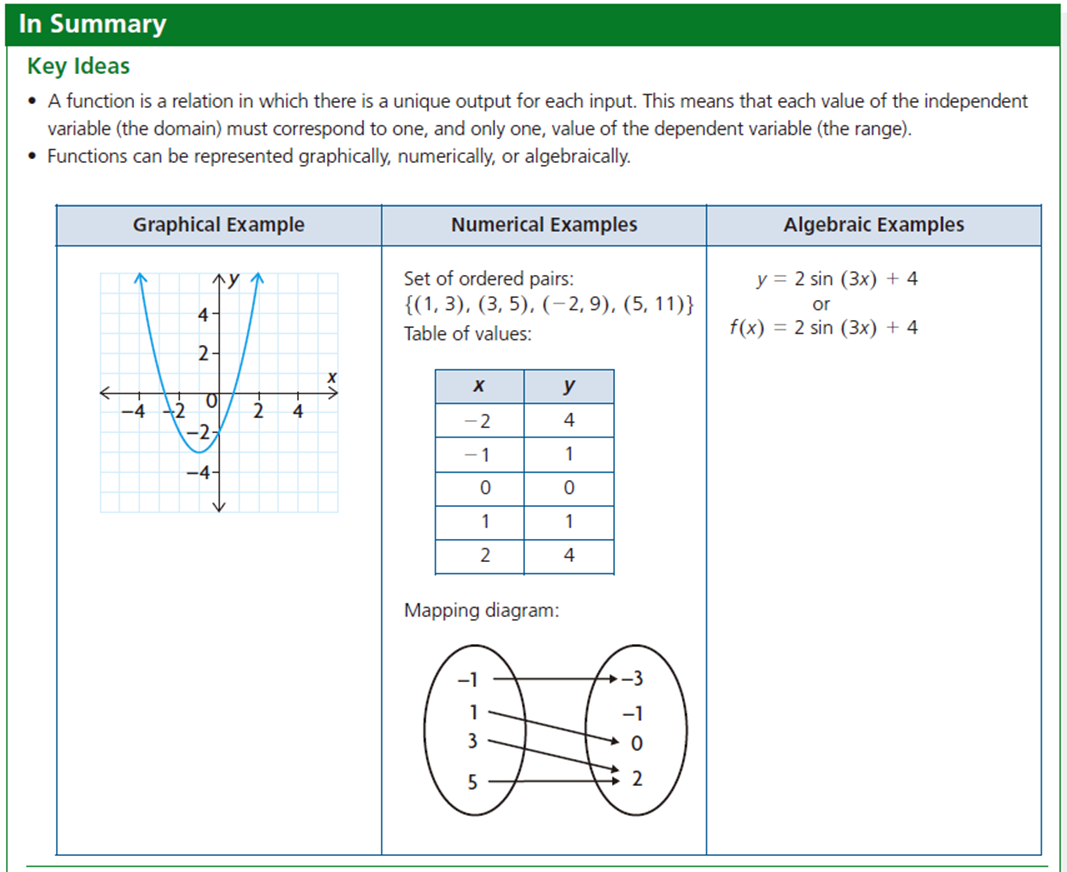 In Summary
Key Ideas
• A function is a relation in which there is a unique output for each input. This means that each value of the independent
variable (the domain) must correspond to one, and only one, value of the dependent variable (the range).
• Functions can be represented graphically, numerically, or algebraically.
Graphical Example
y
4
2
x
−4 −2 0 2 4
−2
−4
Numerical Examples
Set of ordered pairs:
{(1, 3), (3, 5), (−2, 9), (5, 11)}
Table of values:
x y
−2 4
−1 1
0 0
1 1
2 4
Mapping diagram:
−1 −3
1 −1
3 0
5 2
Algebraic Examples
y = 2 sin (3x) + 4
or
f(x) = 2 sin (3x) + 4